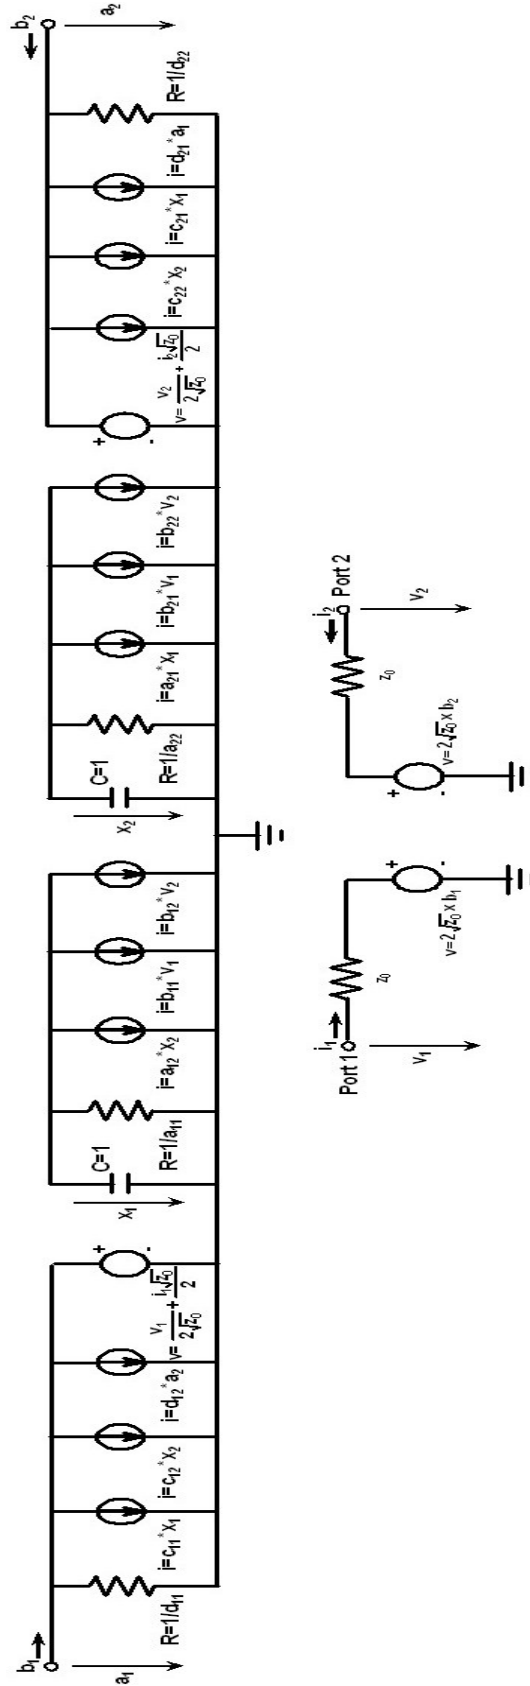 b₁
a₁
R=1/d₁₁
i=c₁₁*x₁
i=c₁₂*x₂
i=d₁₂*a₂
v=v₁/2√z₀+i₁√z₀/2
+
-
x₁
C=1
R=1/a₁₁
i=a₁₂*x₂
i=b₁₁*v₁
i=b₁₂*v₂
x₂
C=1
R=1/a₂₂
i=a₂₁*x₁
i=b₂₁*v₁
i=b₂₂*v₂
+
-
v=v₂/2√z₀+i₂√z₀/2
i=c₂₂*x₂
i=c₂₁*x₁
i=d₂₁*a₁
R=1/d₂₂
b₂
a₂
Port 1
i₁
v₁
z₀
+
-
v=2√z₀×b₁
+
-
v=2√z₀×b₂
z₀
i₂
Port 2
v₂